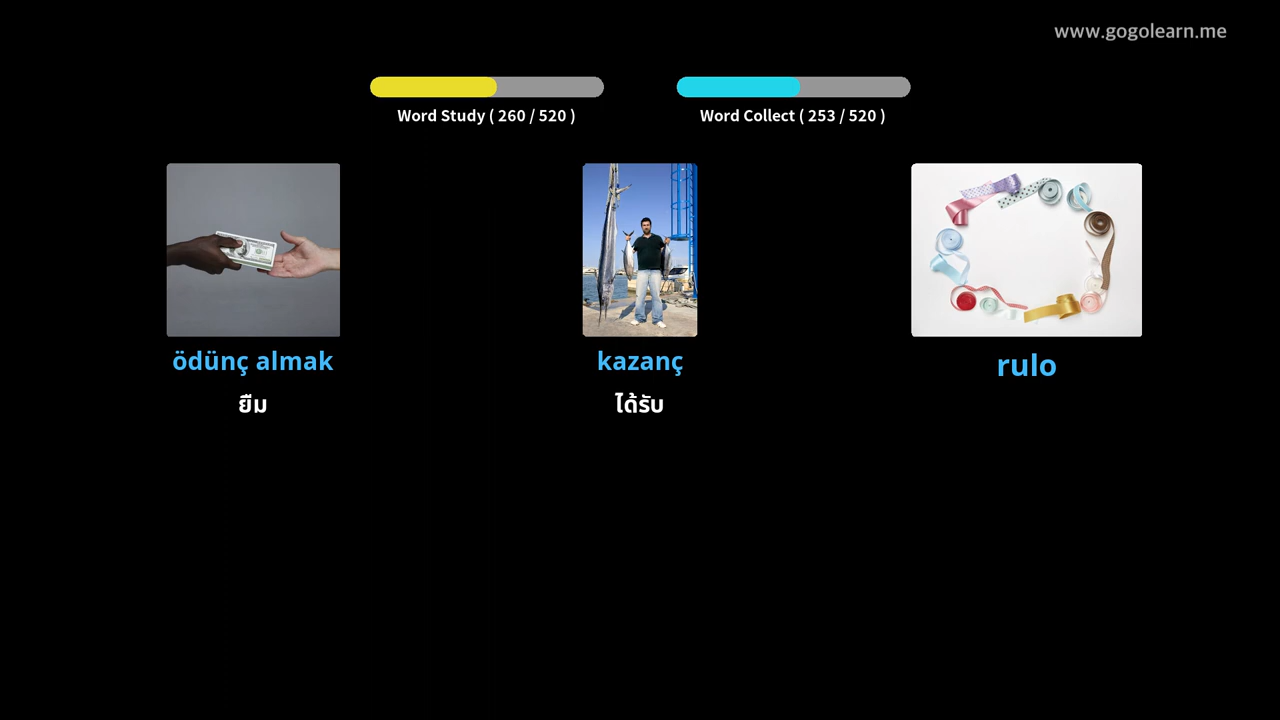 www.gogolearn.me
Word Study ( 260 / 520 )
Word Collect ( 253 / 520 )
ödünç almak
kazanç
rulo
ยืม
ได้รับ